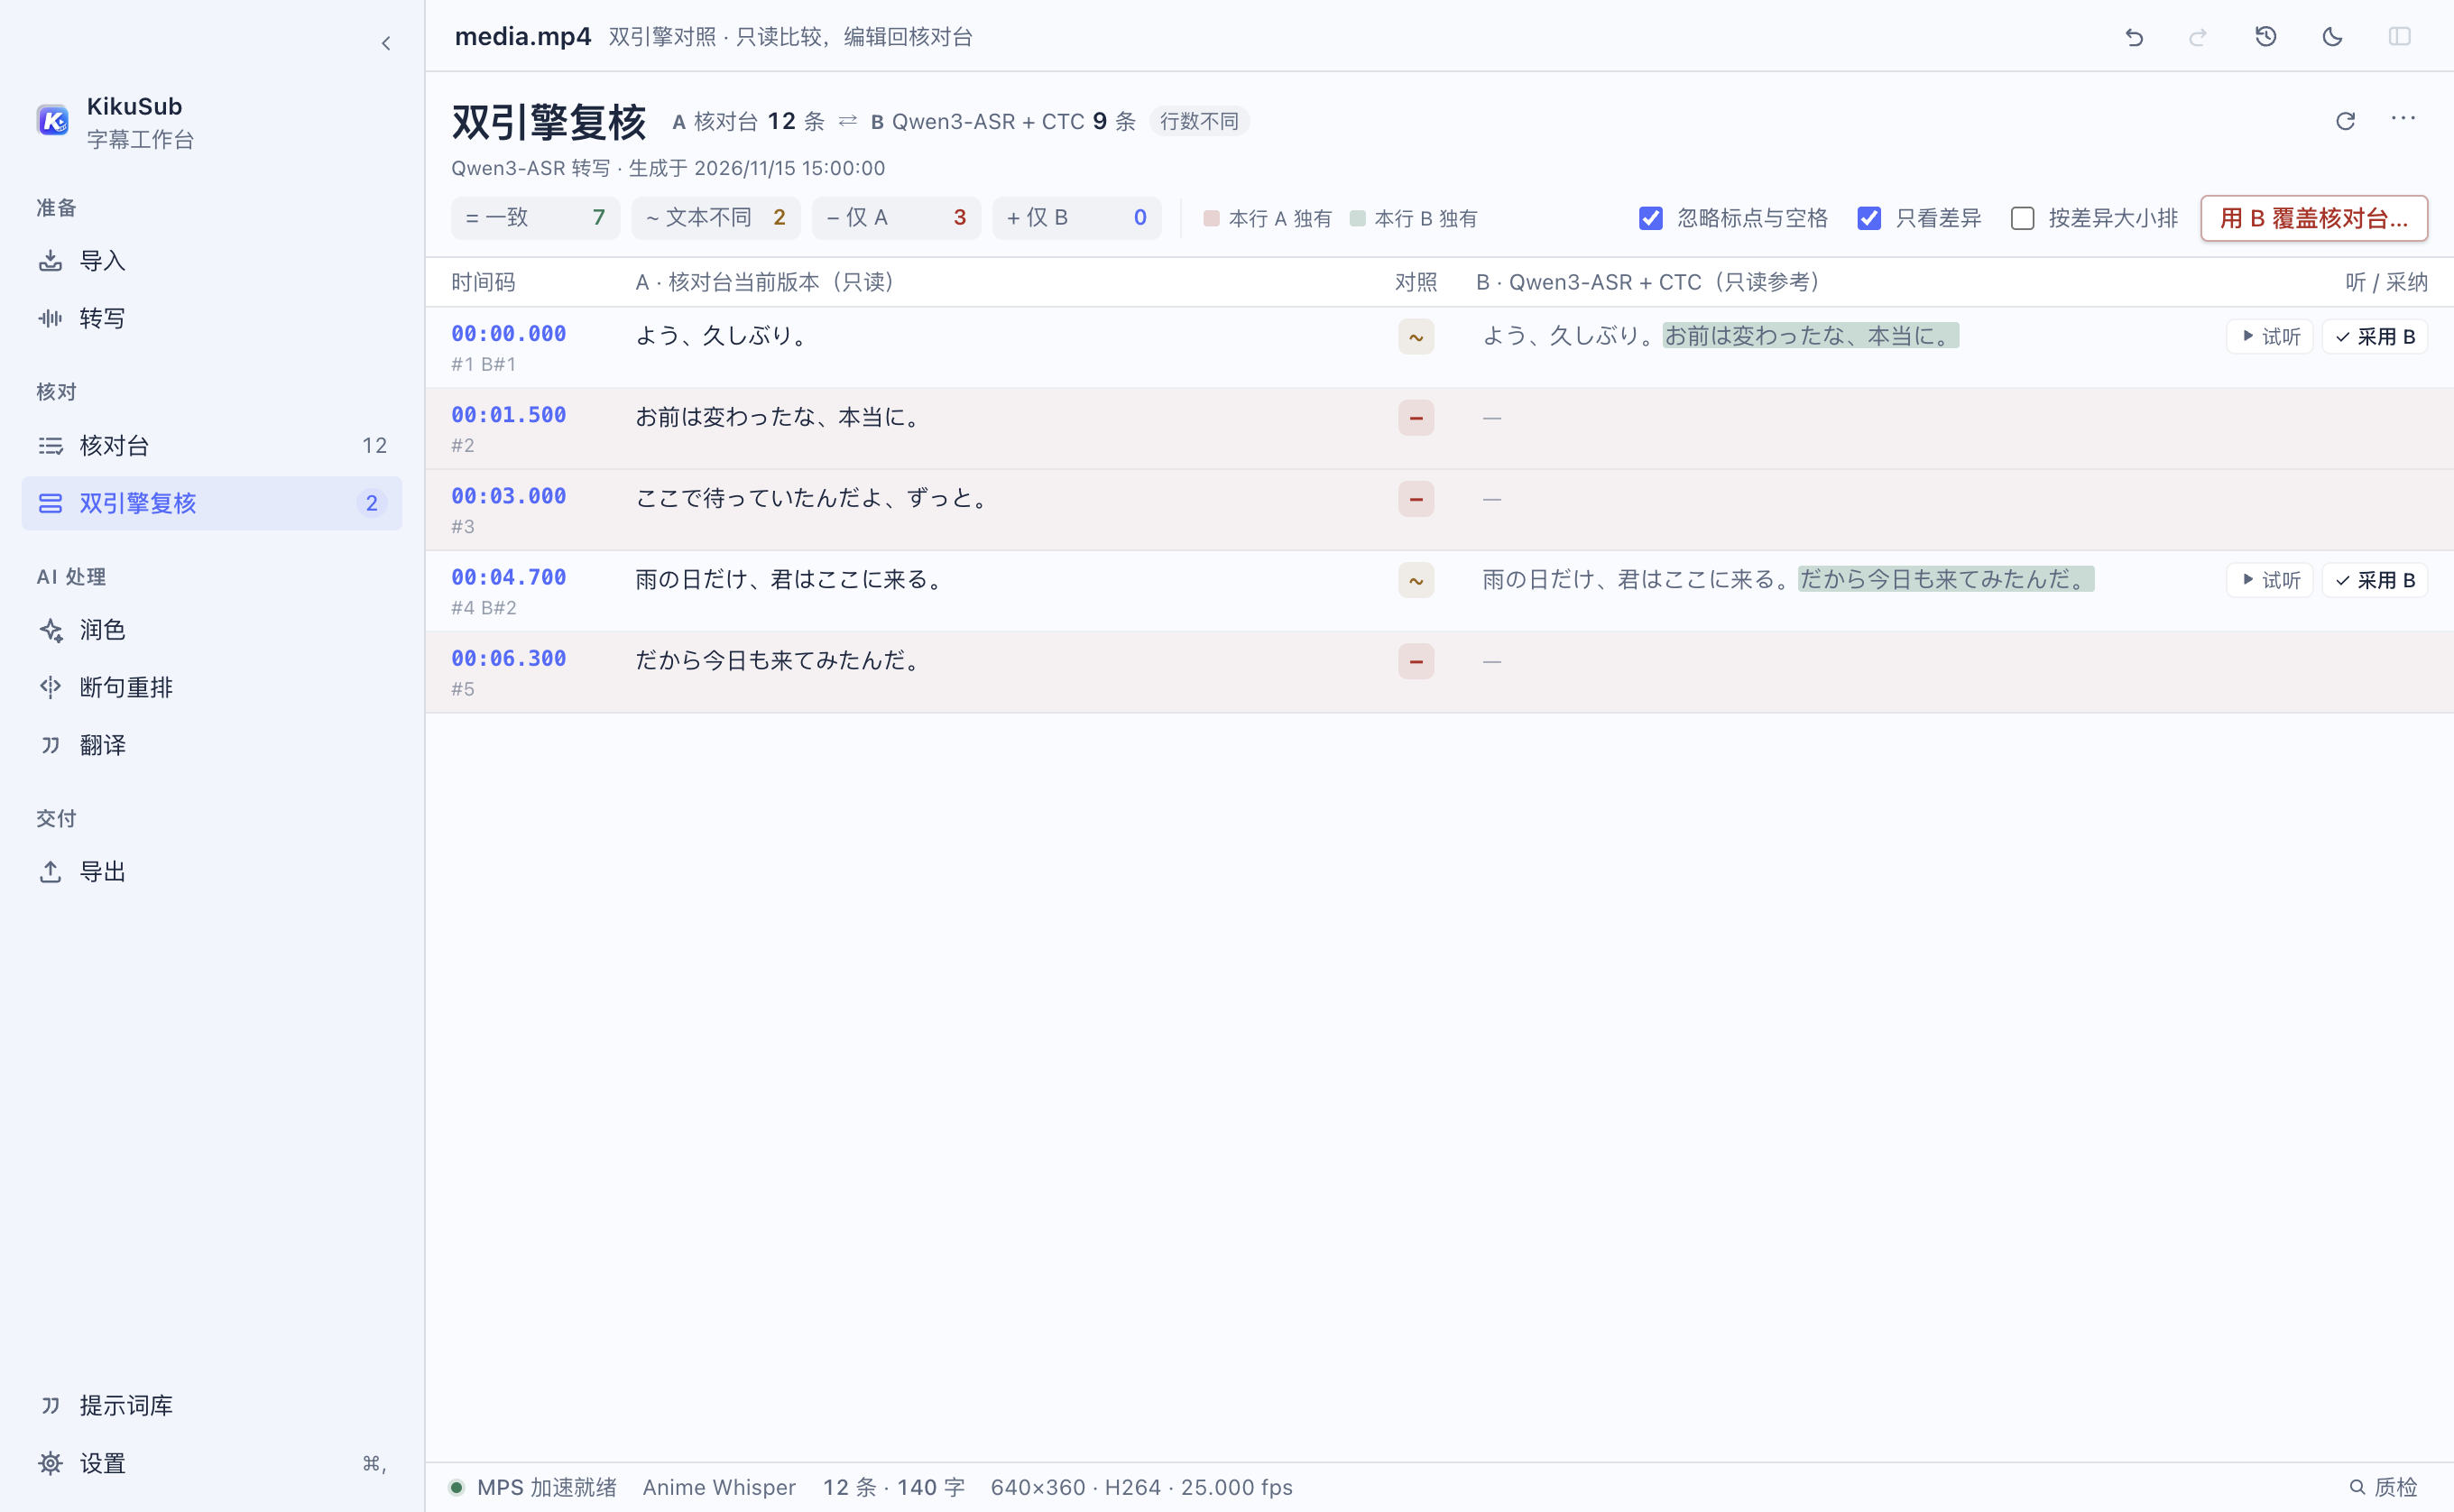 KikuSub
字幕工作台
准备
导入
转写
核对
核对台 12
双引擎复核 2
AI 处理
润色
断句重排
翻译
交付
导出
提示词库
设置 ⌘,
media.mp4 双引擎对照 · 只读比较，编辑回核对台
双引擎复核 A 核对台 12 条 ⇌ B Qwen3-ASR + CTC 9 条 行数不同
Qwen3-ASR 转写 · 生成于 2026/11/15 15:00:00
= 一致 7 ~ 文本不同 2 − 仅 A 3 + 仅 B 0 本行 A 独有 本行 B 独有 忽略标点与空格 只看差异 按差异大小排 用 B 覆盖核对台…
时间码 A · 核对台当前版本（只读） 对照 B · Qwen3-ASR + CTC（只读参考） 听 / 采纳
00:00.000 よう、久しぶり。 ~ よう、久しぶり。お前は変わったな、本当に。 试听 采用 B
#1 B#1
00:01.500 お前は変わったな、本当に。 − —
#2
00:03.000 ここで待っていたんだよ、ずっと。 − —
#3
00:04.700 雨の日だけ、君はここに来る。 ~ 雨の日だけ、君はここに来る。だから今日も来てみたんだ。 试听 采用 B
#4 B#2
00:06.300 だから今日も来てみたんだ。 − —
#5
MPS 加速就绪 Anime Whisper 12 条 · 140 字 640×360 · H264 · 25.000 fps 质检